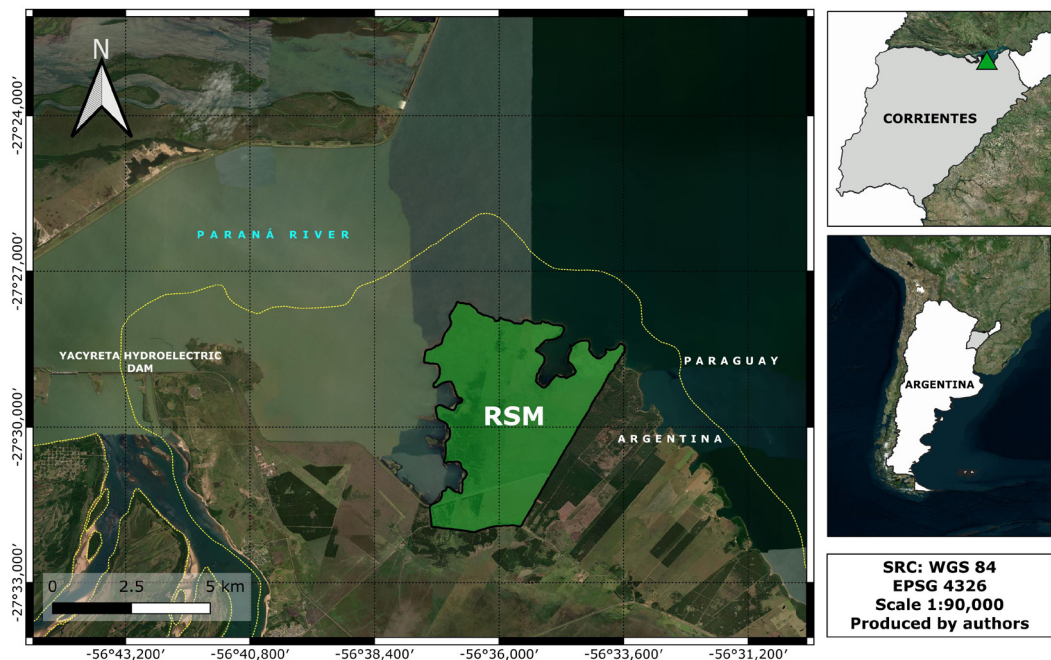 N
-27°24,000′
-27°27,000′
-27°30,000′
-27°33,000′
PARANÁ RIVER
YACYRETA HYDROELECTRIC
DAM
PARAGUAY
RSM
ARGENTINA
0 2.5 5 km
-56°43,200′ -56°40,800′ -56°38,400′ -56°36,000′ -56°33,600′ -56°31,200′
CORRIENTES
ARGENTINA
SRC: WGS 84
EPSG 4326
Scale 1:90,000
Produced by authors